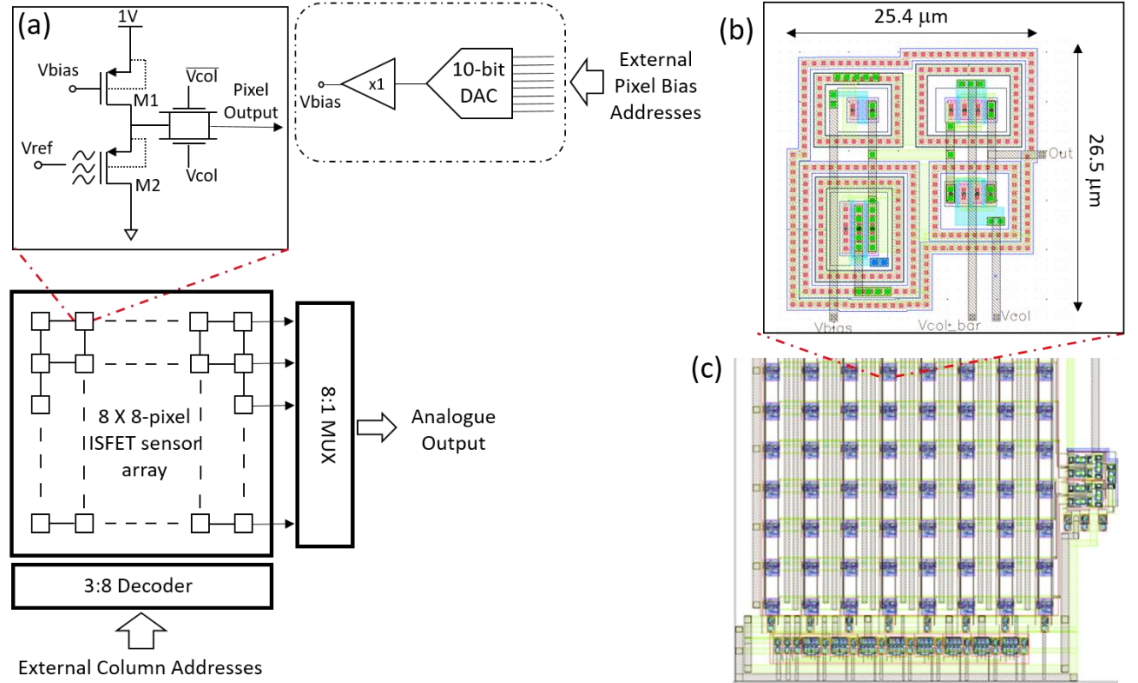 (a)
1V
Vbias
M1
Vcol
Pixel
Output
Vref
M2
Vcol
Vbias
x1
10-bit
DAC
External
Pixel Bias
Addresses
(b)
25.4 μm
26.5 μm
Out
Vbias
Vcol_bar
Vcol
8 X 8-pixel
ISFET sensor
array
8:1 MUX
Analogue
Output
3:8 Decoder
External Column Addresses
(c)